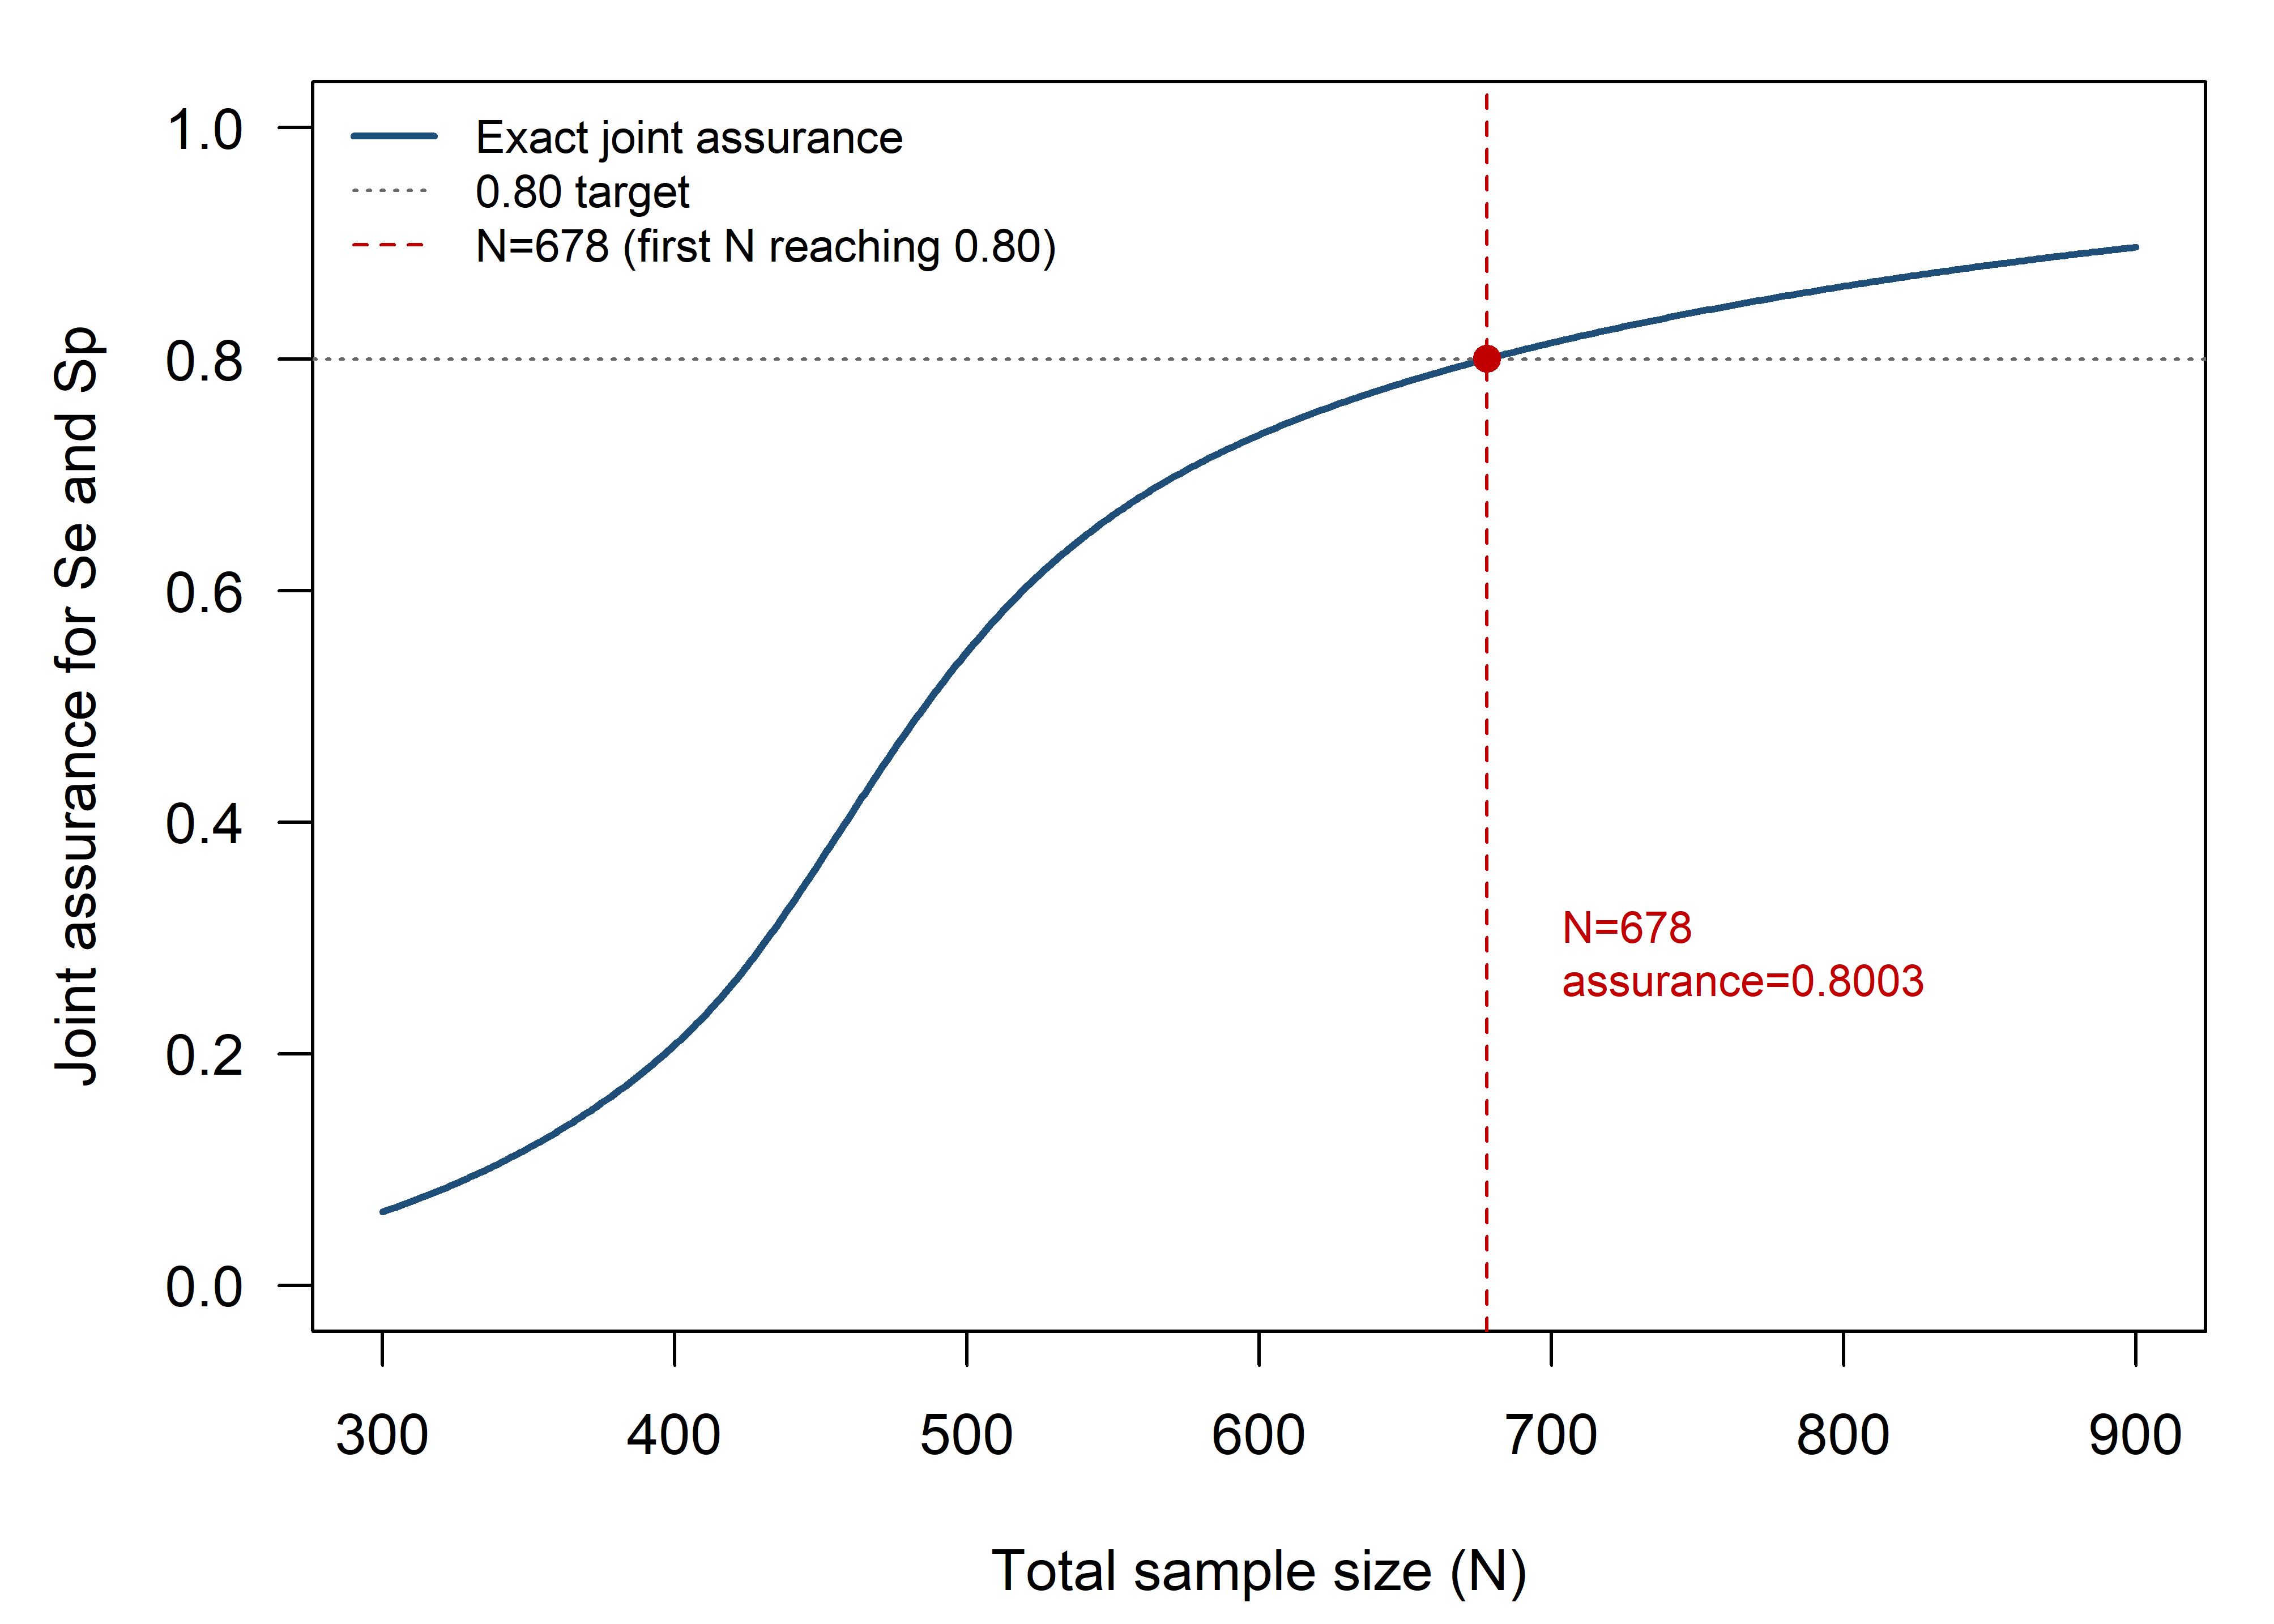 Exact joint assurance
0.80 target
N=678 (first N reaching 0.80)
Joint assurance for Se and Sp
1.0
0.8
0.6
0.4
0.2
0.0
N=678
assurance=0.8003
300
400
500
600
700
800
900
Total sample size (N)